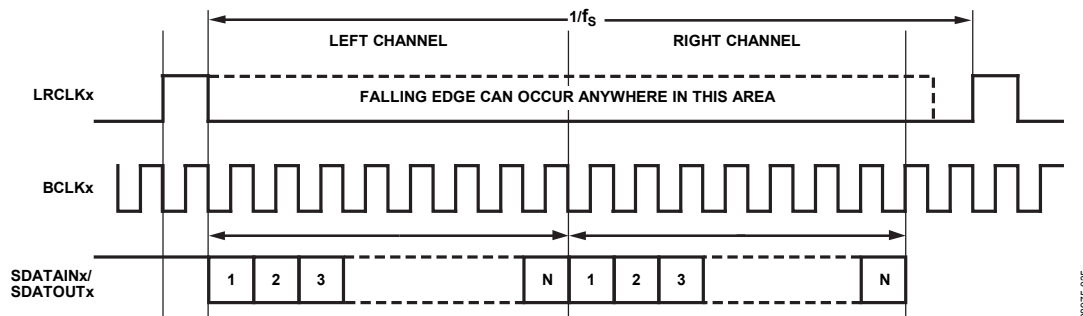 1/fS
LEFT CHANNEL RIGHT CHANNEL
LRCLKx
FALLING EDGE CAN OCCUR ANYWHERE IN THIS AREA
BCLKx
SDATAINx/
SDATOUTx
1 2 3 N 1 2 3 N